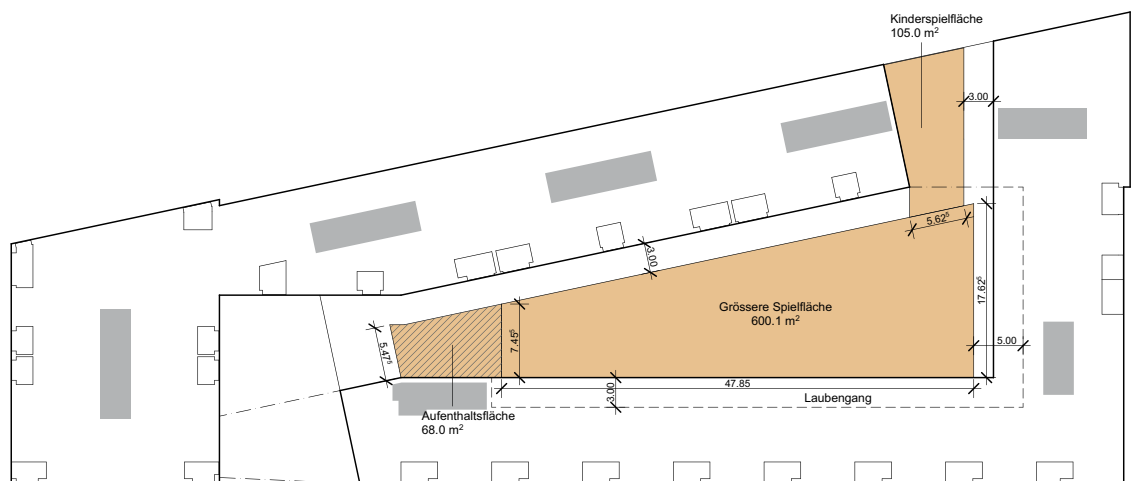 Kinderspielfläche
105.0 m²
3.00
5.62⁵
3.00
17.62⁵
Grössere Spielfläche
600.1 m²
7.45⁵
5.47⁵
5.00
47.85
3.00
Laubengang
Aufenthaltsfläche
68.0 m²